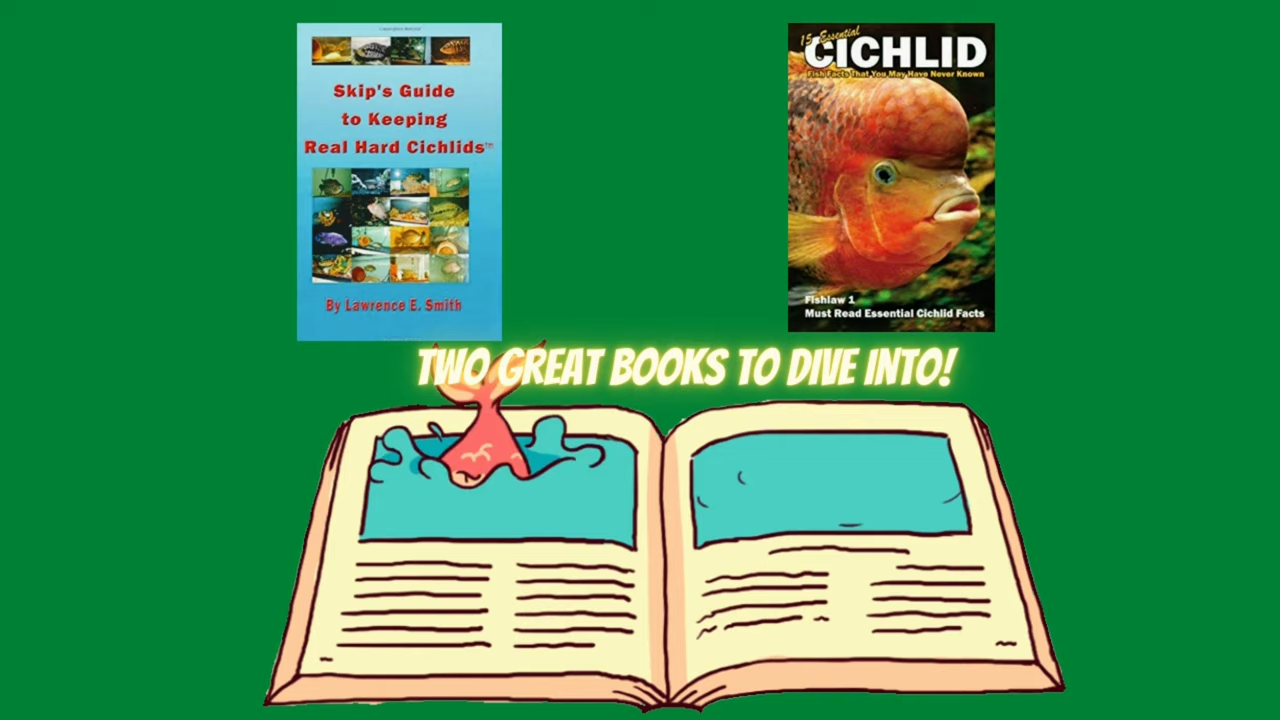 Skip's Guide
to Keeping
Real Hard Cichlids™
By Lawrence E. Smith
15 Essential
CICHLID
Fish Facts That You May Have Never Known
Fishlaw 1
Must Read Essential Cichlid Facts
TWO GREAT BOOKS TO DIVE INTO!